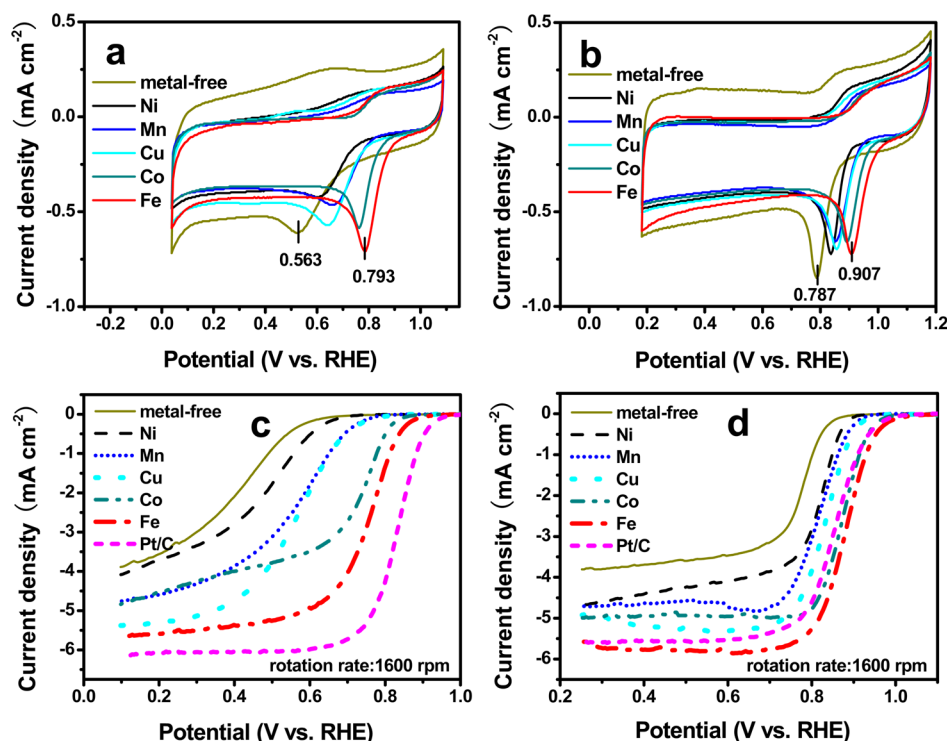 a
metal-free
Ni
Mn
Cu
Co
Fe
0.563
0.793
0.5
0.0
-0.5
-1.0
-0.2
0.0
0.2
0.4
0.6
0.8
1.0
Current density (mA cm-2)
Potential (V vs. RHE)
b
metal-free
Ni
Mn
Cu
Co
Fe
0.907
0.787
0.5
0.0
-0.5
-1.0
0.0
0.2
0.4
0.6
0.8
1.0
1.2
Current density (mA cm-2)
Potential (V vs. RHE)
c
metal-free
Ni
Mn
Cu
Co
Fe
Pt/C
rotation rate:1600 rpm
0
-1
-2
-3
-4
-5
-6
0.0
0.2
0.4
0.6
0.8
1.0
Current density (mA cm-2)
Potential (V vs. RHE)
d
metal-free
Ni
Mn
Cu
Co
Fe
Pt/C
rotation rate:1600 rpm
0
-1
-2
-3
-4
-5
-6
0.2
0.4
0.6
0.8
1.0
Current density (mA cm-2)
Potential (V vs. RHE)